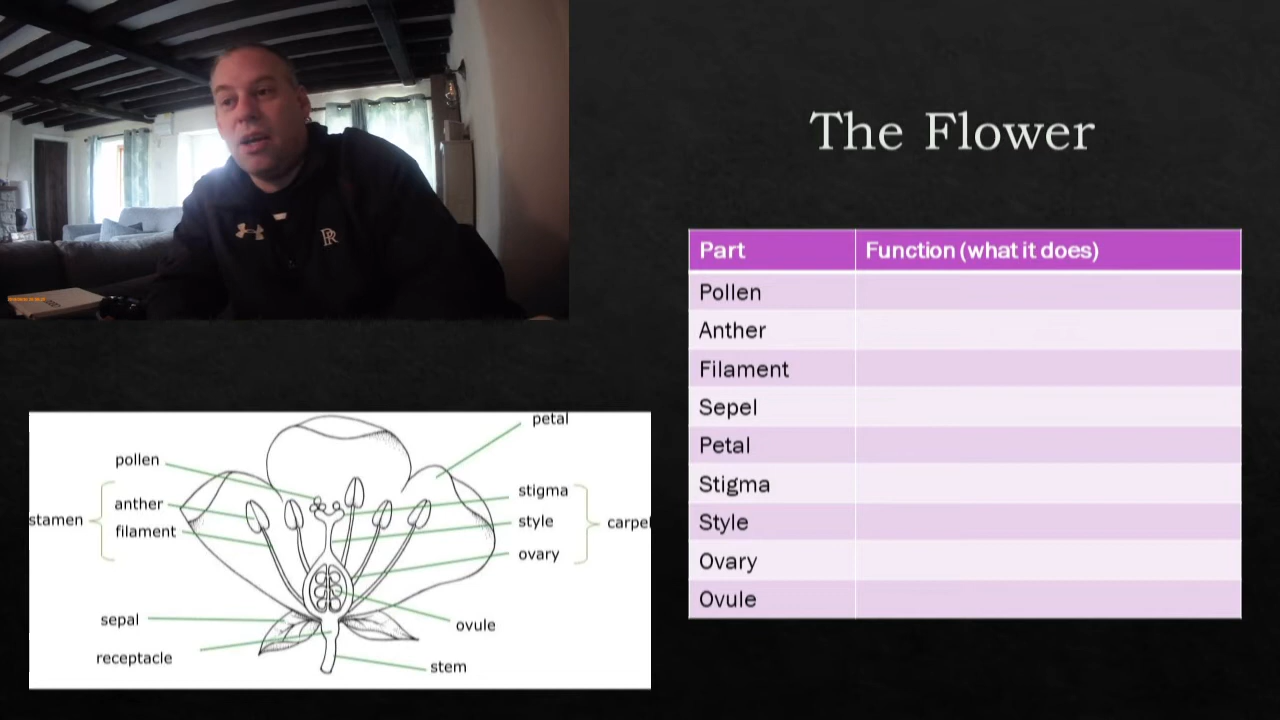 The Flower
Part Function (what it does)
Pollen
Anther
Filament
Sepel
Petal
Stigma
Style
Ovary
Ovule
petal
pollen
stigma
anther
stamen
style
carpel
filament
ovary
sepal
ovule
receptacle
stem